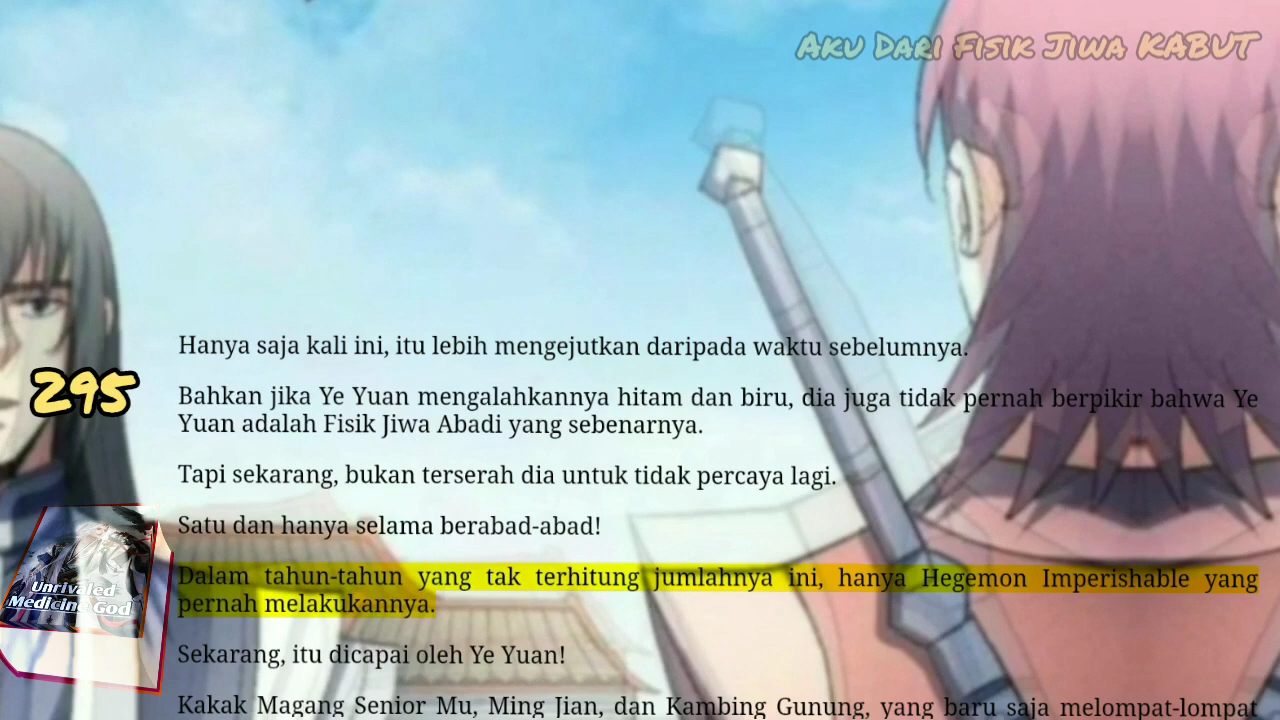 Aku Dari Fisik Jiwa KABUT
Hanya saja kali ini, itu lebih mengejutkan daripada waktu sebelumnya.
295
Bahkan jika Ye Yuan mengalahkannya hitam dan biru, dia juga tidak pernah berpikir bahwa Ye
Yuan adalah Fisik Jiwa Abadi yang sebenarnya.
Tapi sekarang, bukan terserah dia untuk tidak percaya lagi.
Satu dan hanya selama berabad-abad!
Dalam tahun-tahun yang tak terhitung jumlahnya ini, hanya Hegemon Imperishable yang
pernah melakukannya.
Unrivaled
Medicine God
Sekarang, itu dicapai oleh Ye Yuan!
Kakak Magang Senior Mu, Ming Jian, dan Kambing Gunung, yang baru saja melompat-lompat